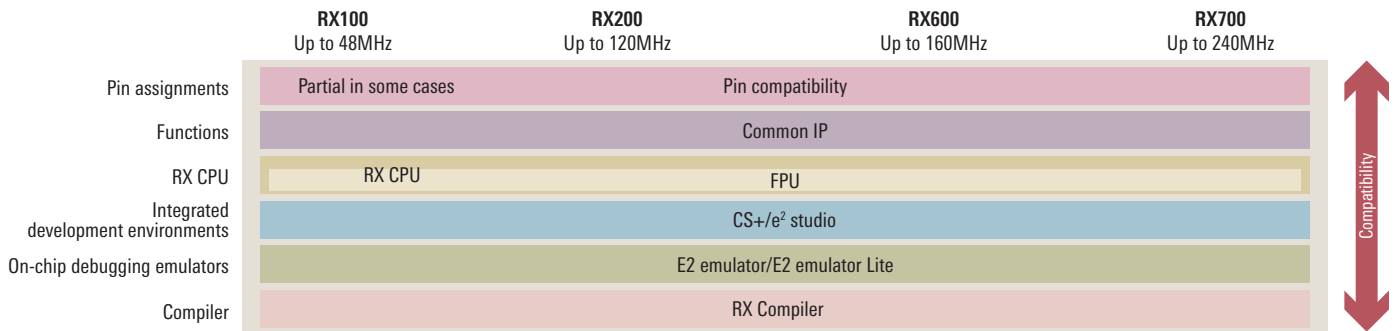 RX100
Up to 48MHz
RX200
Up to 120MHz
RX600
Up to 160MHz
RX700
Up to 240MHz
Pin assignments
Partial in some cases
Pin compatibility
Functions
Common IP
RX CPU
RX CPU
FPU
Integrated
development environments
CS+/e² studio
On-chip debugging emulators
E2 emulator/E2 emulator Lite
Compiler
RX Compiler
Compatibility